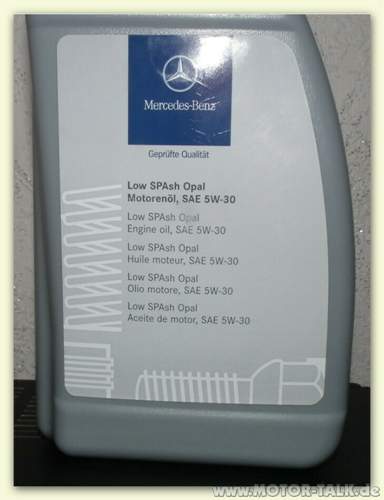 Mercedes-Benz
Geprüfte Qualität
Low SPAsh Opal
Motorenöl, SAE 5W-30
Low SPAsh Opal
Engine oil, SAE 5W-30
Low SPAsh Opal
Huile moteur, SAE 5W-30
Low SPAsh Opal
Olio motore, SAE 5W-30
Low SPAsh Opal
Aceite de motor, SAE 5W-30
www.MOTOR-TALK.de